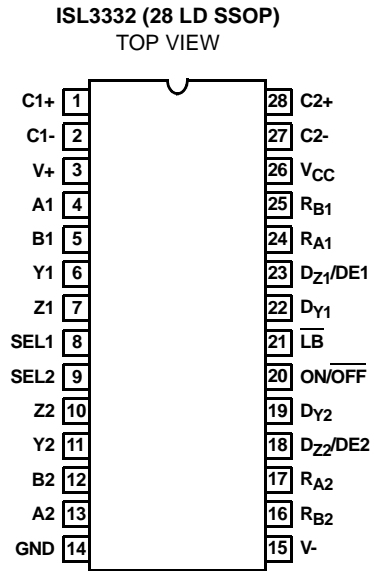 ISL3332 (28 LD SSOP)
TOP VIEW
C1+ 1 28 C2+
C1- 2 27 C2-
V+ 3 26 VCC
A1 4 25 RB1
B1 5 24 RA1
Y1 6 23 DZ1/DE1
Z1 7 22 DY1
SEL1 8 21 L̅B̅
SEL2 9 20 ON/O̅F̅F̅
Z2 10 19 DY2
Y2 11 18 DZ2/DE2
B2 12 17 RA2
A2 13 16 RB2
GND 14 15 V-